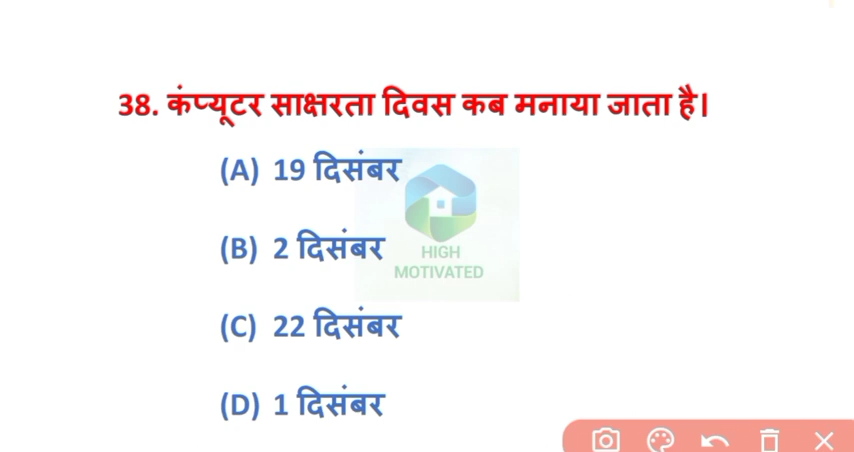 38. कंप्यूटर साक्षरता दिवस कब मनाया जाता है।
(A) 19 दिसंबर
(B) 2 दिसंबर
HIGH
MOTIVATED
(C) 22 दिसंबर
(D) 1 दिसंबर